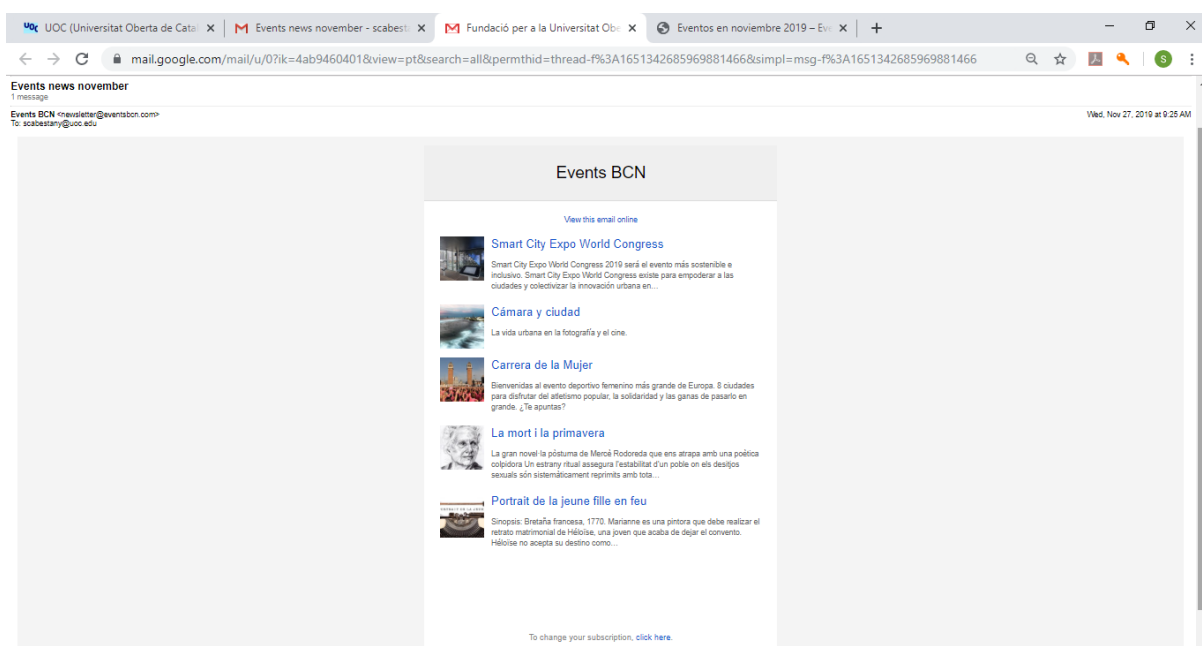 UOC (Universitat Oberta de Catal
Events news november - scabest
Fundació per a la Universitat Obe
Eventos en noviembre 2019 – Eve
mail.google.com/mail/u/0?ik=4ab9460401&view=pt&search=all&permthid=thread-f%3A1651342685969881466&simpl=msg-f%3A1651342685969881466
S
Events news november
1 message
Events BCN <newsletter@eventsbcn.com>
Wed, Nov 27, 2019 at 9:25 AM
To: scabestany@uoc.edu
Events BCN
View this email online
Smart City Expo World Congress
Smart City Expo World Congress 2019 será el evento más sostenible e
inclusivo. Smart City Expo World Congress existe para empoderar a las
ciudades y colectivizar la innovación urbana en…
Cámara y ciudad
La vida urbana en la fotografía y el cine.
Carrera de la Mujer
Bienvenidas al evento deportivo femenino más grande de Europa. 8 ciudades
para disfrutar del atletismo popular, la solidaridad y las ganas de pasarlo en
grande. ¿Te apuntas?
La mort i la primavera
La gran novel·la pòstuma de Mercè Rodoreda que ens atrapa amb una poètica
colpidora Un estrany ritual assegura l'estabilitat d'un poble on els desitjos
sexuals són sistemàticament reprimits amb tota…
Portrait de la jeune fille en feu
Sinopsis: Bretaña francesa, 1770. Marianne es una pintora que debe realizar el
retrato matrimonial de Héloïse, una joven que acaba de dejar el convento.
Héloïse no acepta su destino como…
To change your subscription, click here.